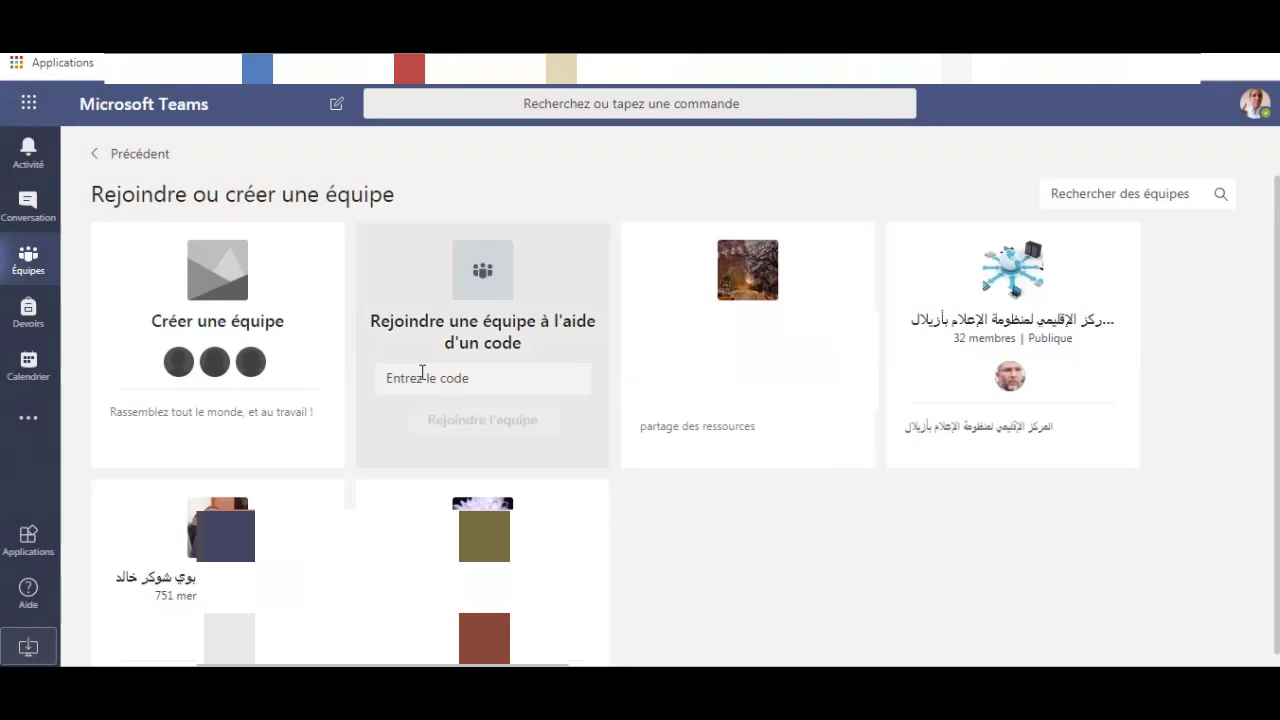 Applications
Microsoft Teams
Recherchez ou tapez une commande
Activité
Conversation
Équipes
Devoirs
Calendrier
Applications
Aide
Précédent
Rejoindre ou créer une équipe
Rechercher des équipes
Créer une équipe
Rassemblez tout le monde, et au travail !
Rejoindre une équipe à l'aide
d'un code
Entrez le code
Rejoindre l'équipe
partage des ressources
ركز الإقليمي لمنظومة الإعلام بأزيلال...
32 membres | Publique
المركز الإقليمي لمنظومة الإعلام بأزيلال
بوي شوكر خالد
751 mer